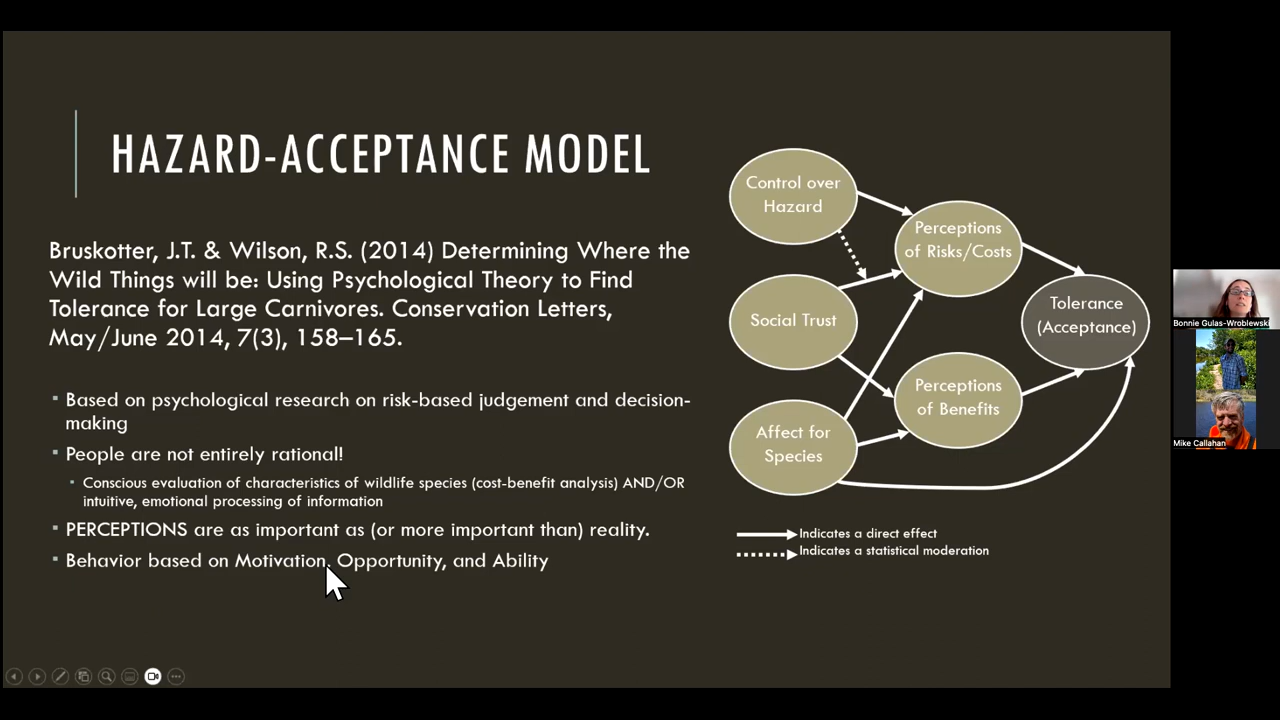 HAZARD-ACCEPTANCE MODEL
Bruskotter, J.T. & Wilson, R.S. (2014) Determining Where the
Wild Things will be: Using Psychological Theory to Find
Tolerance for Large Carnivores. Conservation Letters,
May/June 2014, 7(3), 158–165.
Based on psychological research on risk-based judgement and decision-
making
People are not entirely rational!
Conscious evaluation of characteristics of wildlife species (cost-benefit analysis) AND/OR
intuitive, emotional processing of information
PERCEPTIONS are as important as (or more important than) reality.
Behavior based on Motivation, Opportunity, and Ability
Control over
Hazard
Social Trust
Affect for
Species
Perceptions
of Risks/Costs
Perceptions
of Benefits
Tolerance
(Acceptance)
Indicates a direct effect
Indicates a statistical moderation
Bonnie Gulas-Wroblewski
Mike Callahan